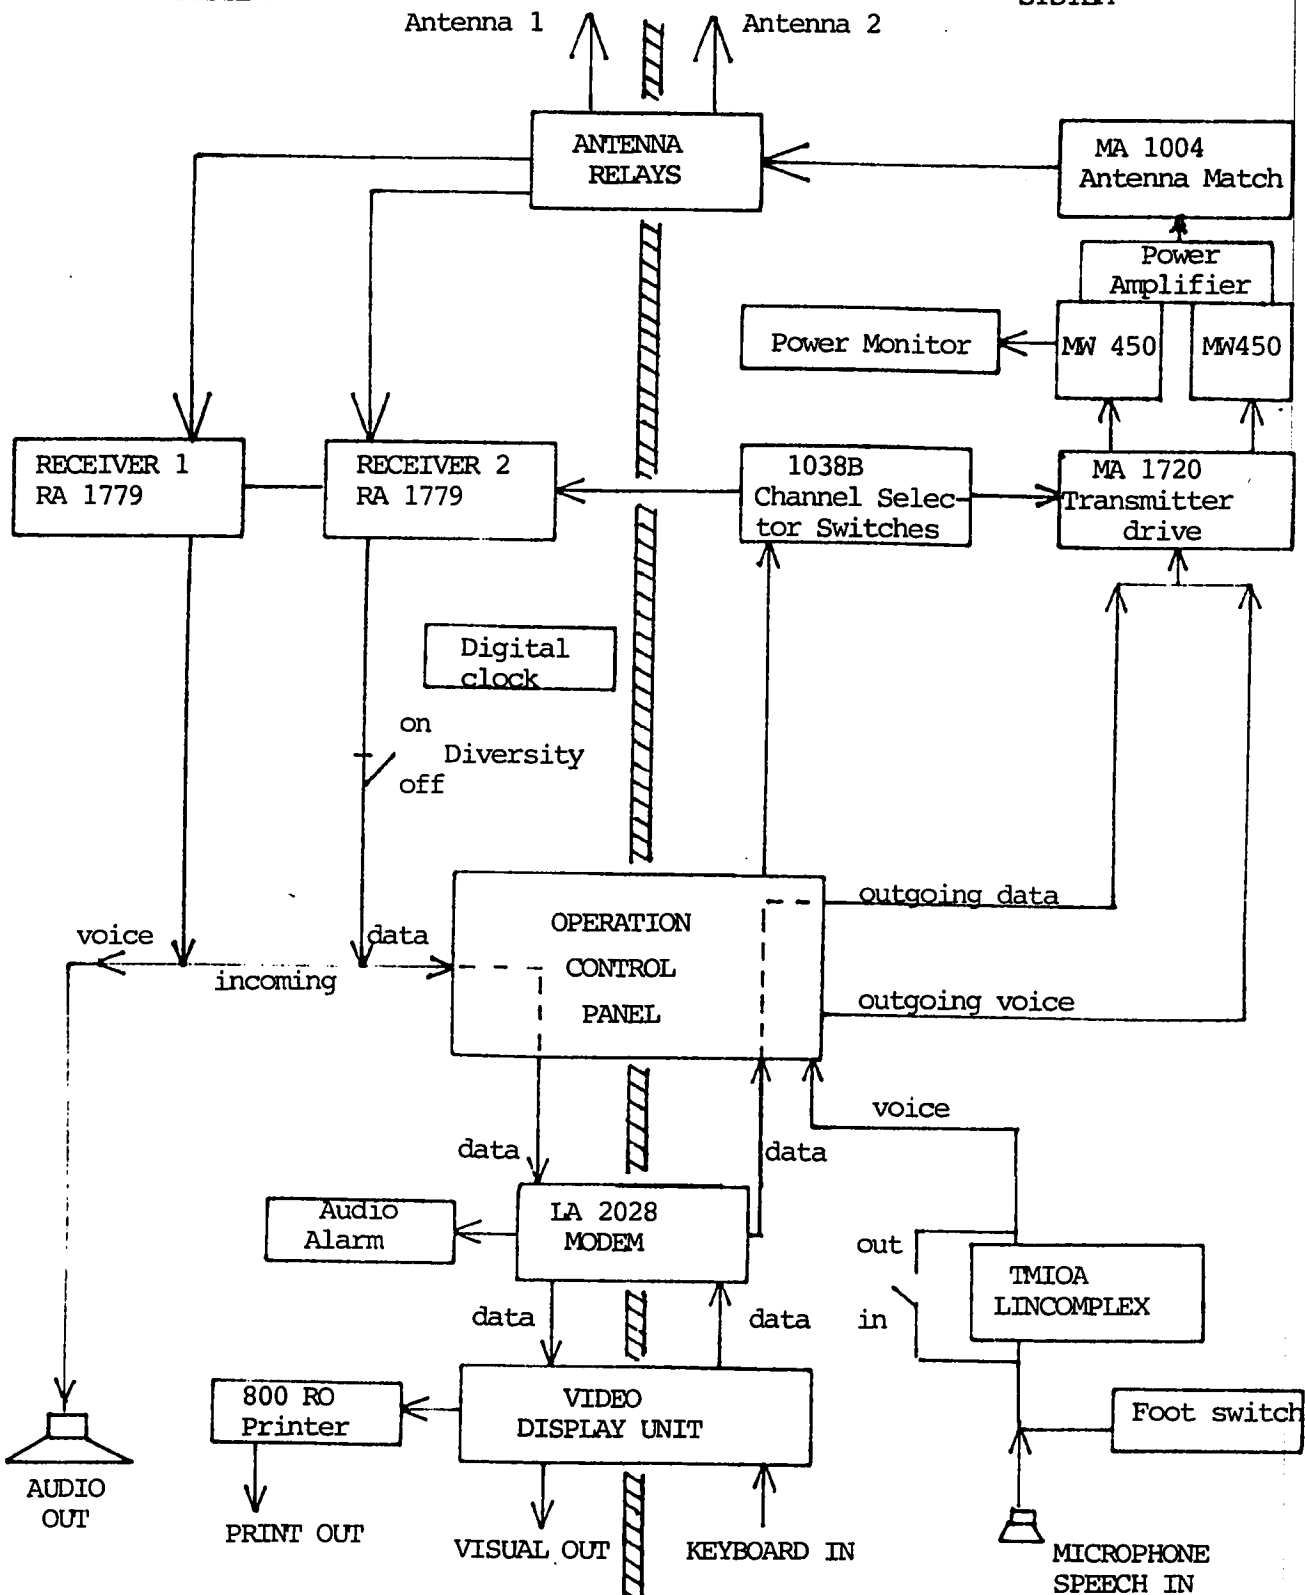 SYSTEM
Antenna 1
Antenna 2
ANTENNA
RELAYS
MA 1004
Antenna Match
Power
Amplifier
Power Monitor
MW 450
MW450
RECEIVER 1
RA 1779
RECEIVER 2
RA 1779
1038B
Channel Selec-
tor Switches
MA 1720
Transmitter
drive
Digital
clock
on
Diversity
off
voice
incoming
data
OPERATION
CONTROL
PANEL
outgoing data
outgoing voice
voice
data
data
Audio
Alarm
LA 2028
MODEM
out
in
TMIOA
LINCOMPLEX
data
data
800 RO
Printer
VIDEO
DISPLAY UNIT
Foot switch
AUDIO
OUT
PRINT OUT
VISUAL OUT
KEYBOARD IN
MICROPHONE
SPEECH IN